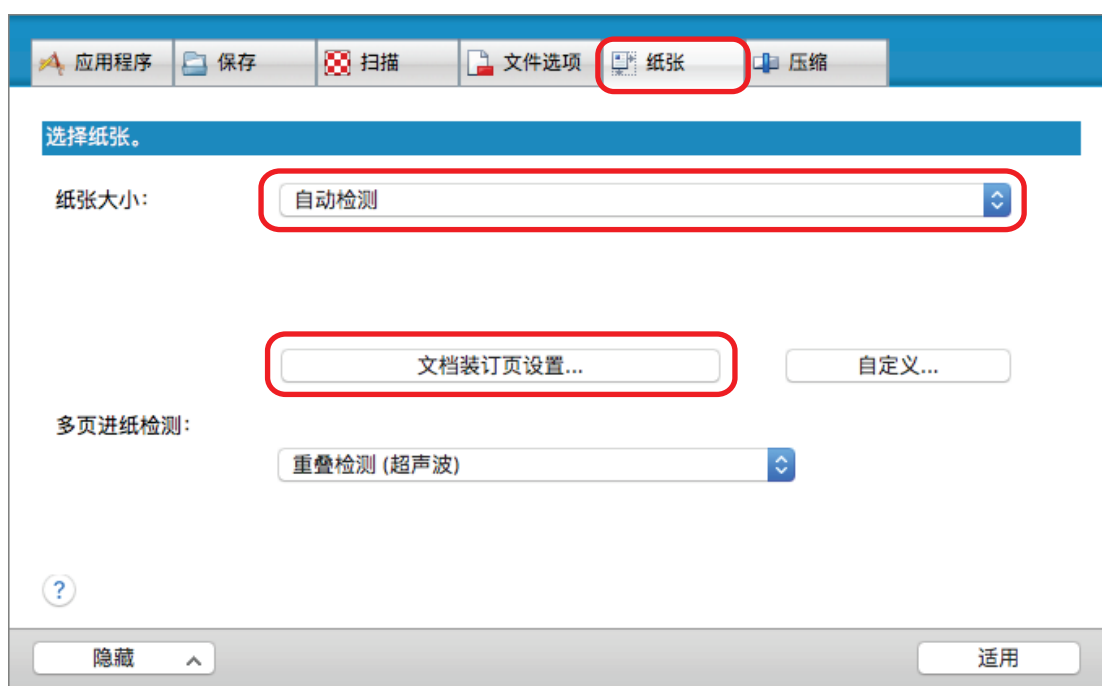 应用程序 保存 扫描 文件选项 纸张 压缩
选择纸张。
纸张大小: 自动检测
文档装订页设置... 自定义...
多页进纸检测:
重叠检测 (超声波)
?
隐藏 适用